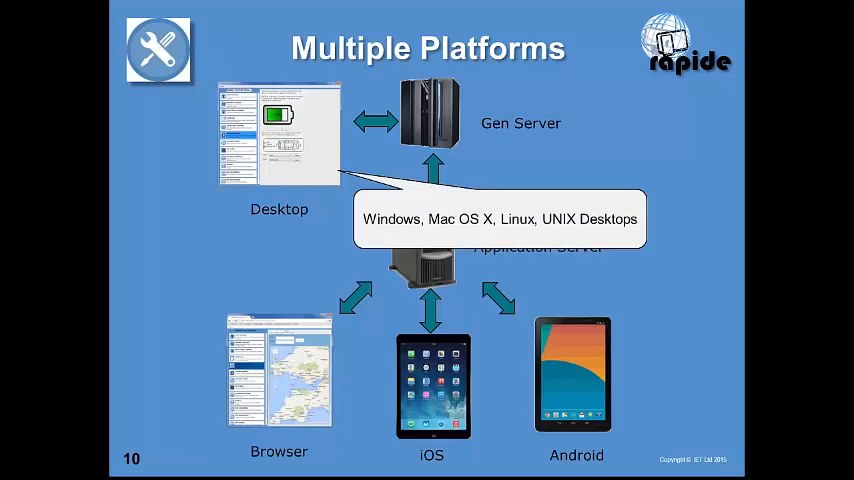 Multiple Platforms
rapide
Gen Server
Desktop
Windows, Mac OS X, Linux, UNIX Desktops
Application Server
Browser
iOS
Android
10
Copyright © IET Ltd 2015